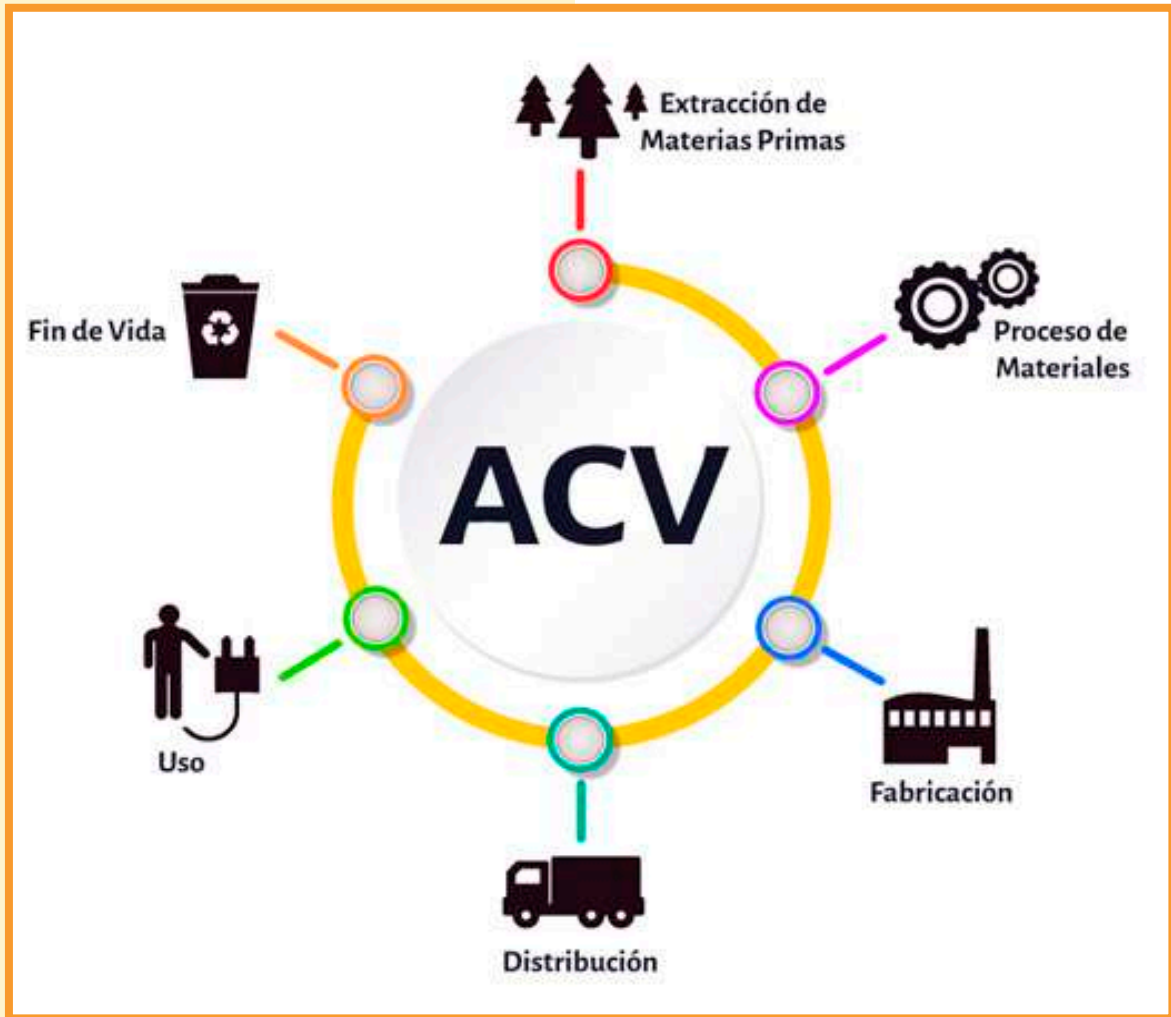 Extracción de
Materias Primas
Proceso de
Materiales
Fabricación
Distribución
Uso
Fin de Vida
ACV